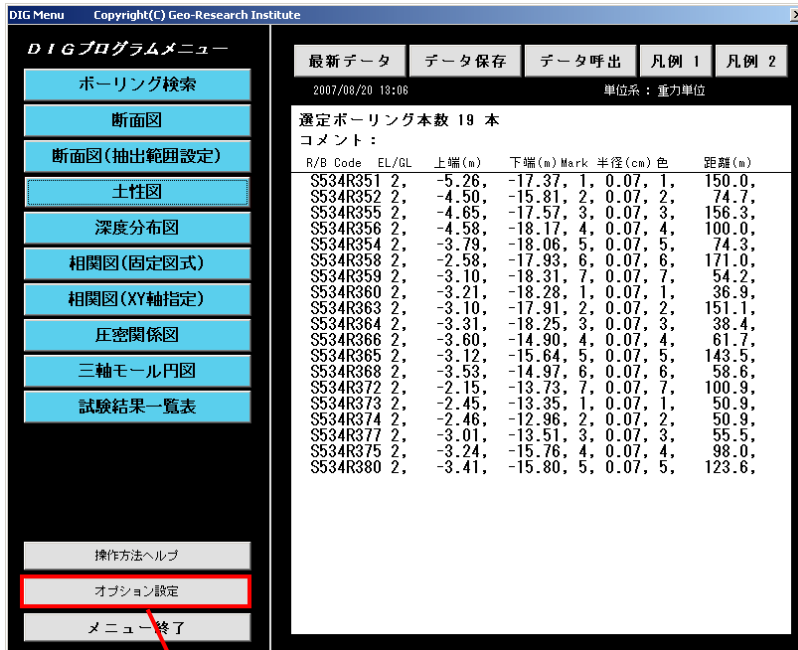 DIG Menu Copyright(C) Geo-Research Institute
DIGプログラムメニュー
ボーリング検索
断面図
断面図(抽出範囲設定)
土性図
深度分布図
相関図(固定図式)
相関図(XY軸指定)
圧密関係図
三軸モール円図
試験結果一覧表
操作方法ヘルプ
オプション設定
メニュー終了
最新データ データ保存 データ呼出 凡例 1 凡例 2
2007/08/20 13:06 単位系 : 重力単位
選定ボーリング本数 19 本
コメント:
R/B Code EL/GL 上端(m) 下端(m) Mark 半径(cm) 色 距離(m)
S534R351 2, -5.26, -17.37, 1, 0.07, 1, 150.0,
S534R352 2, -4.50, -15.81, 2, 0.07, 2, 74.7,
S534R355 2, -4.65, -17.57, 3, 0.07, 3, 156.3,
S534R356 2, -4.58, -18.17, 4, 0.07, 4, 100.0,
S534R354 2, -3.79, -18.06, 5, 0.07, 5, 74.3,
S534R358 2, -2.58, -17.93, 6, 0.07, 6, 171.0,
S534R359 2, -3.10, -18.31, 7, 0.07, 7, 54.2,
S534R360 2, -3.21, -18.28, 1, 0.07, 1, 36.9,
S534R363 2, -3.10, -17.91, 2, 0.07, 2, 151.1,
S534R364 2, -3.31, -18.25, 3, 0.07, 3, 38.4,
S534R366 2, -3.60, -14.90, 4, 0.07, 4, 61.7,
S534R365 2, -3.12, -15.64, 5, 0.07, 5, 143.5,
S534R368 2, -3.53, -14.97, 6, 0.07, 6, 58.6,
S534R372 2, -2.15, -13.73, 7, 0.07, 7, 100.9,
S534R373 2, -2.45, -13.35, 1, 0.07, 1, 50.9,
S534R374 2, -2.46, -12.96, 2, 0.07, 2, 50.9,
S534R377 2, -3.01, -13.51, 3, 0.07, 3, 55.5,
S534R375 2, -3.24, -15.76, 4, 0.07, 4, 98.0,
S534R380 2, -3.41, -15.80, 5, 0.07, 5, 123.6,